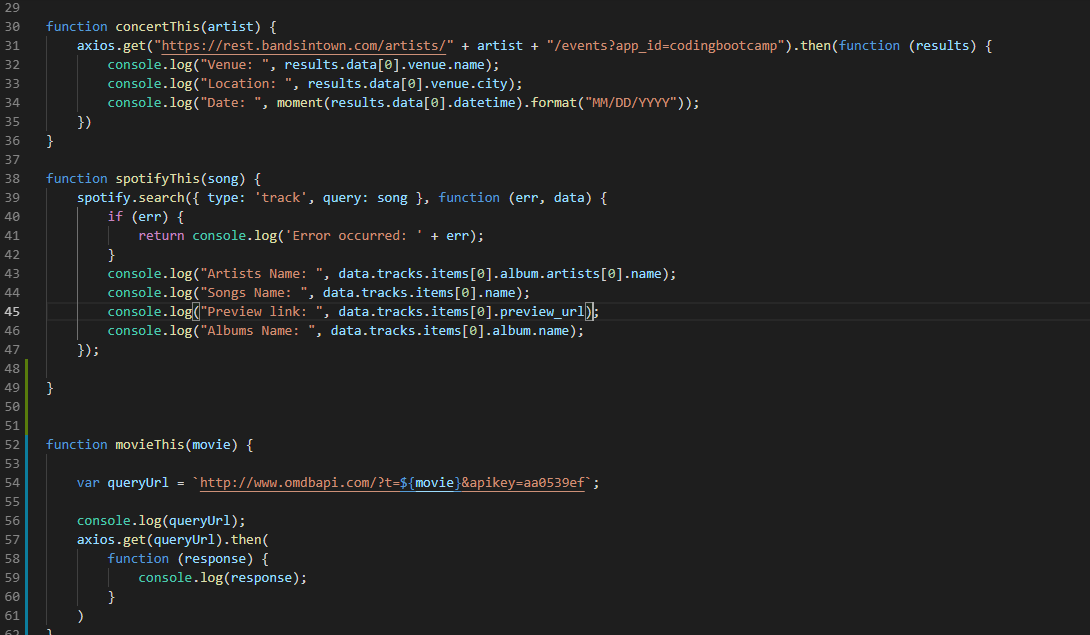 29
30 function concertThis(artist) {
31     axios.get("https://rest.bandsintown.com/artists/" + artist + "/events?app_id=codingbootcamp").then(function (results) {
32         console.log("Venue: ", results.data[0].venue.name);
33         console.log("Location: ", results.data[0].venue.city);
34         console.log("Date: ", moment(results.data[0].datetime).format("MM/DD/YYYY"));
35     })
36 }
37
38 function spotifyThis(song) {
39     spotify.search({ type: 'track', query: song }, function (err, data) {
40         if (err) {
41             return console.log('Error occurred: ' + err);
42         }
43         console.log("Artists Name: ", data.tracks.items[0].album.artists[0].name);
44         console.log("Songs Name: ", data.tracks.items[0].name);
45         console.log("Preview link: ", data.tracks.items[0].preview_url);
46         console.log("Albums Name: ", data.tracks.items[0].album.name);
47     });
48
49 }
50
51
52 function movieThis(movie) {
53
54     var queryUrl = `http://www.omdbapi.com/?t=${movie}&apikey=aa0539ef`;
55
56     console.log(queryUrl);
57     axios.get(queryUrl).then(
58         function (response) {
59             console.log(response);
60         }
61     )
62 }